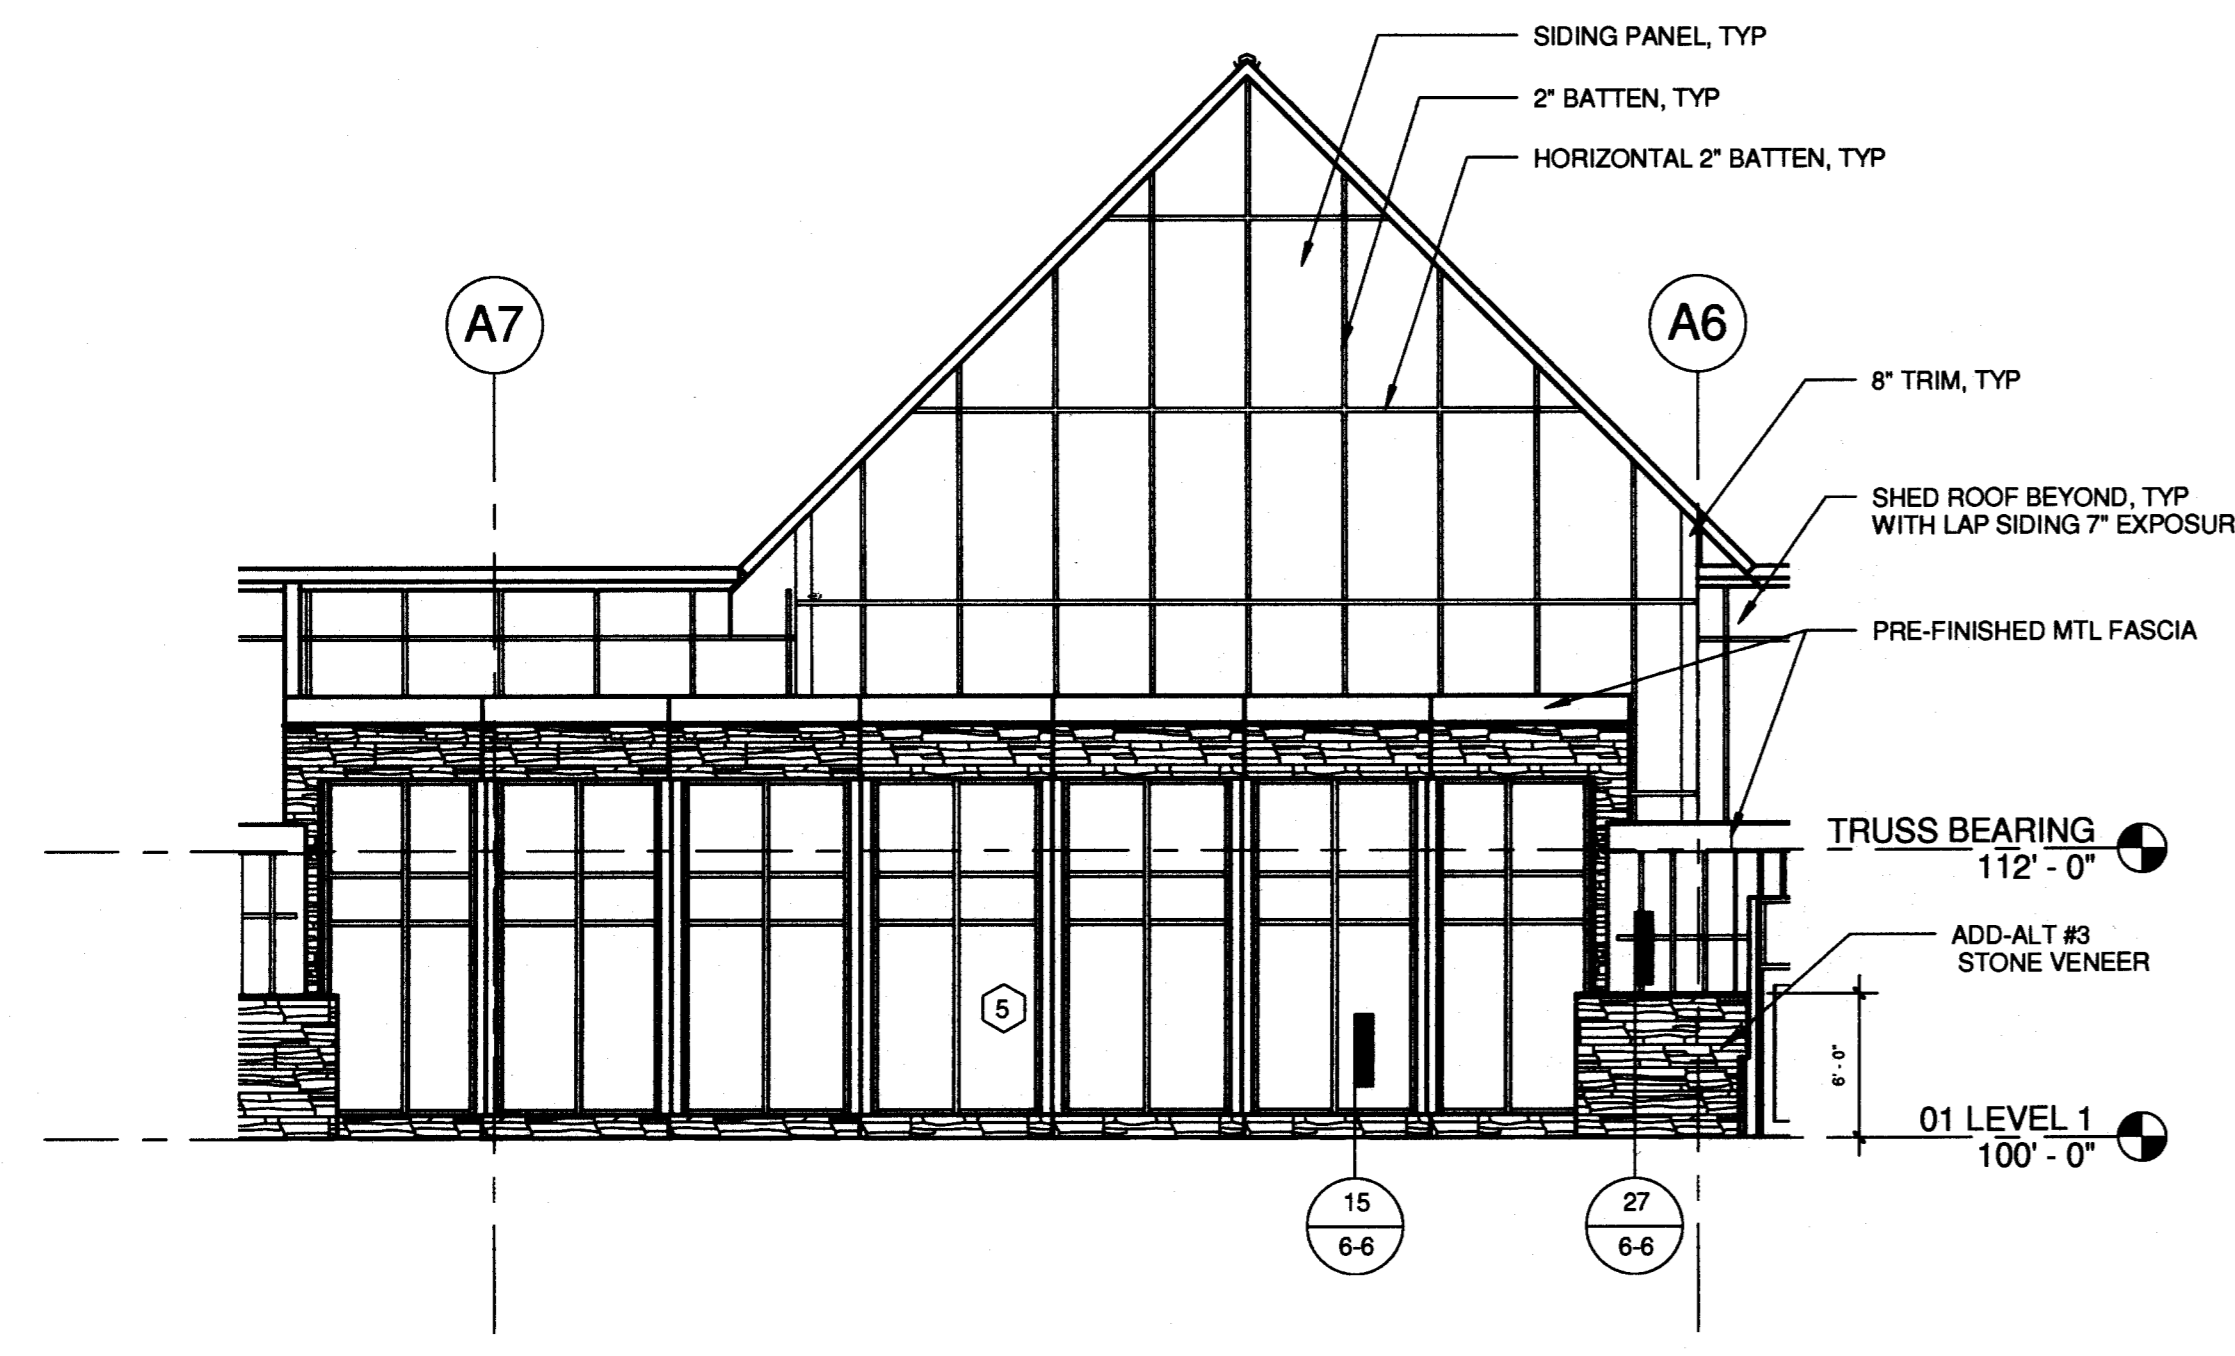 SIDING PANEL, TYP
2" BATTEN, TYP
HORIZONTAL 2" BATTEN, TYP
A7
A6
8" TRIM, TYP
SHED ROOF BEYOND, TYP
WITH LAP SIDING 7" EXPOSUR
PRE-FINISHED MTL FASCIA
TRUSS BEARING
112' - 0"
ADD-ALT #3
STONE VENEER
5
6' - 0"
01 LEVEL 1
100' - 0"
15
6-6
27
6-6